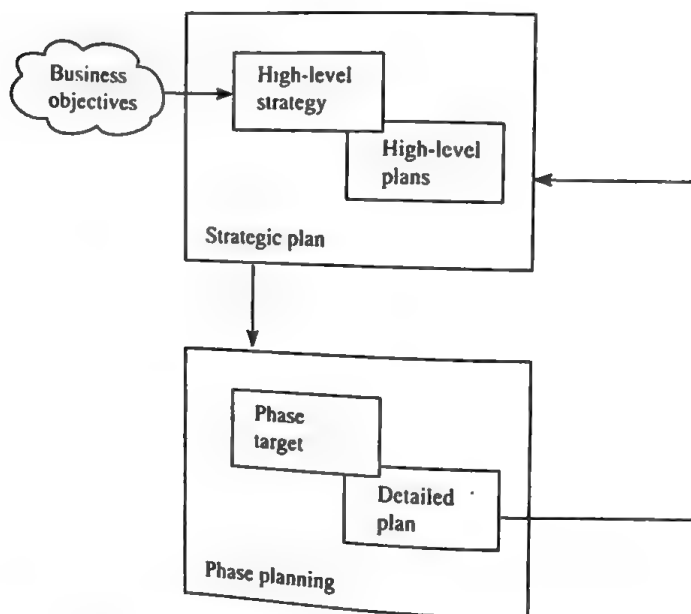 Business
objectives
High-level
strategy
High-level
plans
Strategic plan
Phase
target
Detailed
plan
Phase planning